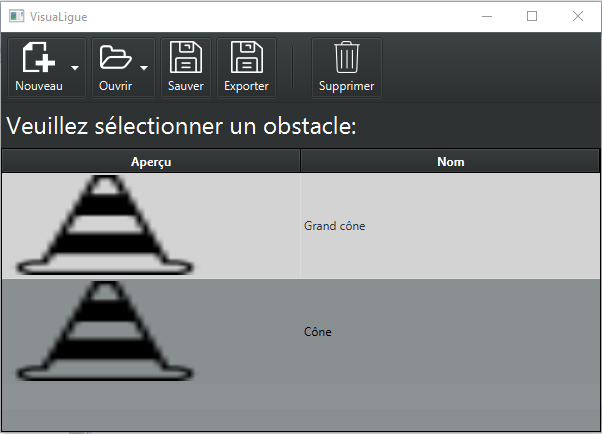 VisuaLigue
Nouveau Ouvrir Sauver Exporter Supprimer
Veuillez sélectionner un obstacle:
Aperçu Nom
Grand cône
Cône